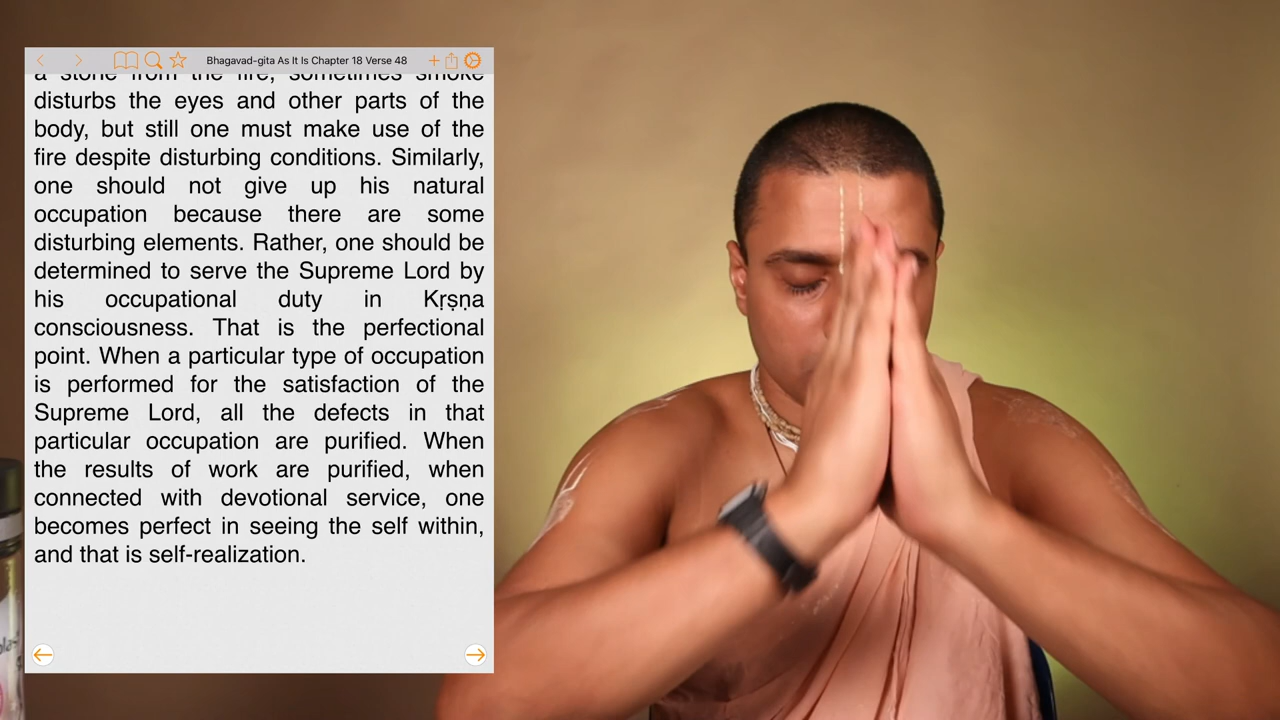 Bhagavad-gita As It Is Chapter 18 Verse 48
a stone from the fire, sometimes smoke
disturbs the eyes and other parts of the
body, but still one must make use of the
fire despite disturbing conditions. Similarly,
one should not give up his natural
occupation because there are some
disturbing elements. Rather, one should be
determined to serve the Supreme Lord by
his occupational duty in Kṛṣṇa
consciousness. That is the perfectional
point. When a particular type of occupation
is performed for the satisfaction of the
Supreme Lord, all the defects in that
particular occupation are purified. When
the results of work are purified, when
connected with devotional service, one
becomes perfect in seeing the self within,
and that is self-realization.